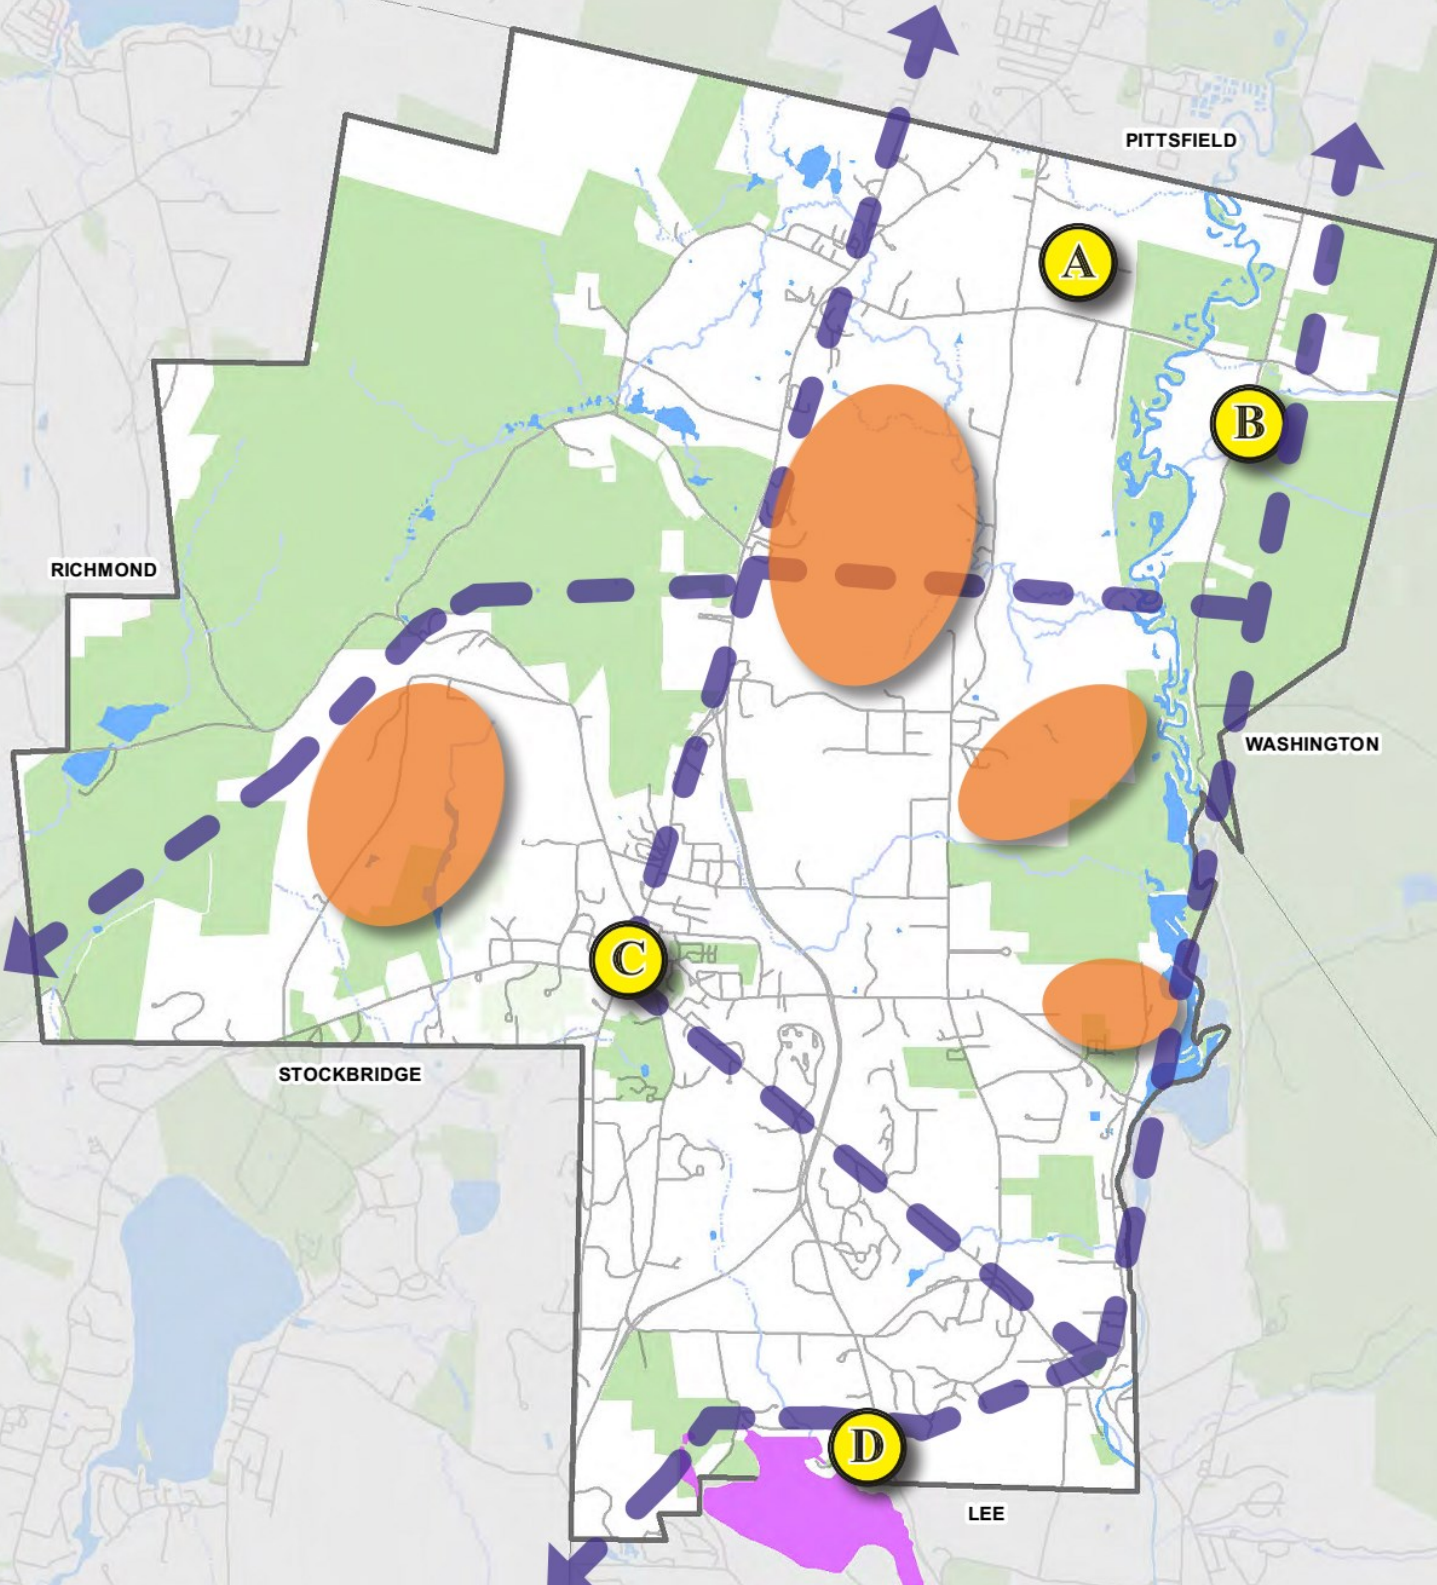 PITTSFIELD
A
B
RICHMOND
WASHINGTON
C
STOCKBRIDGE
D
LEE